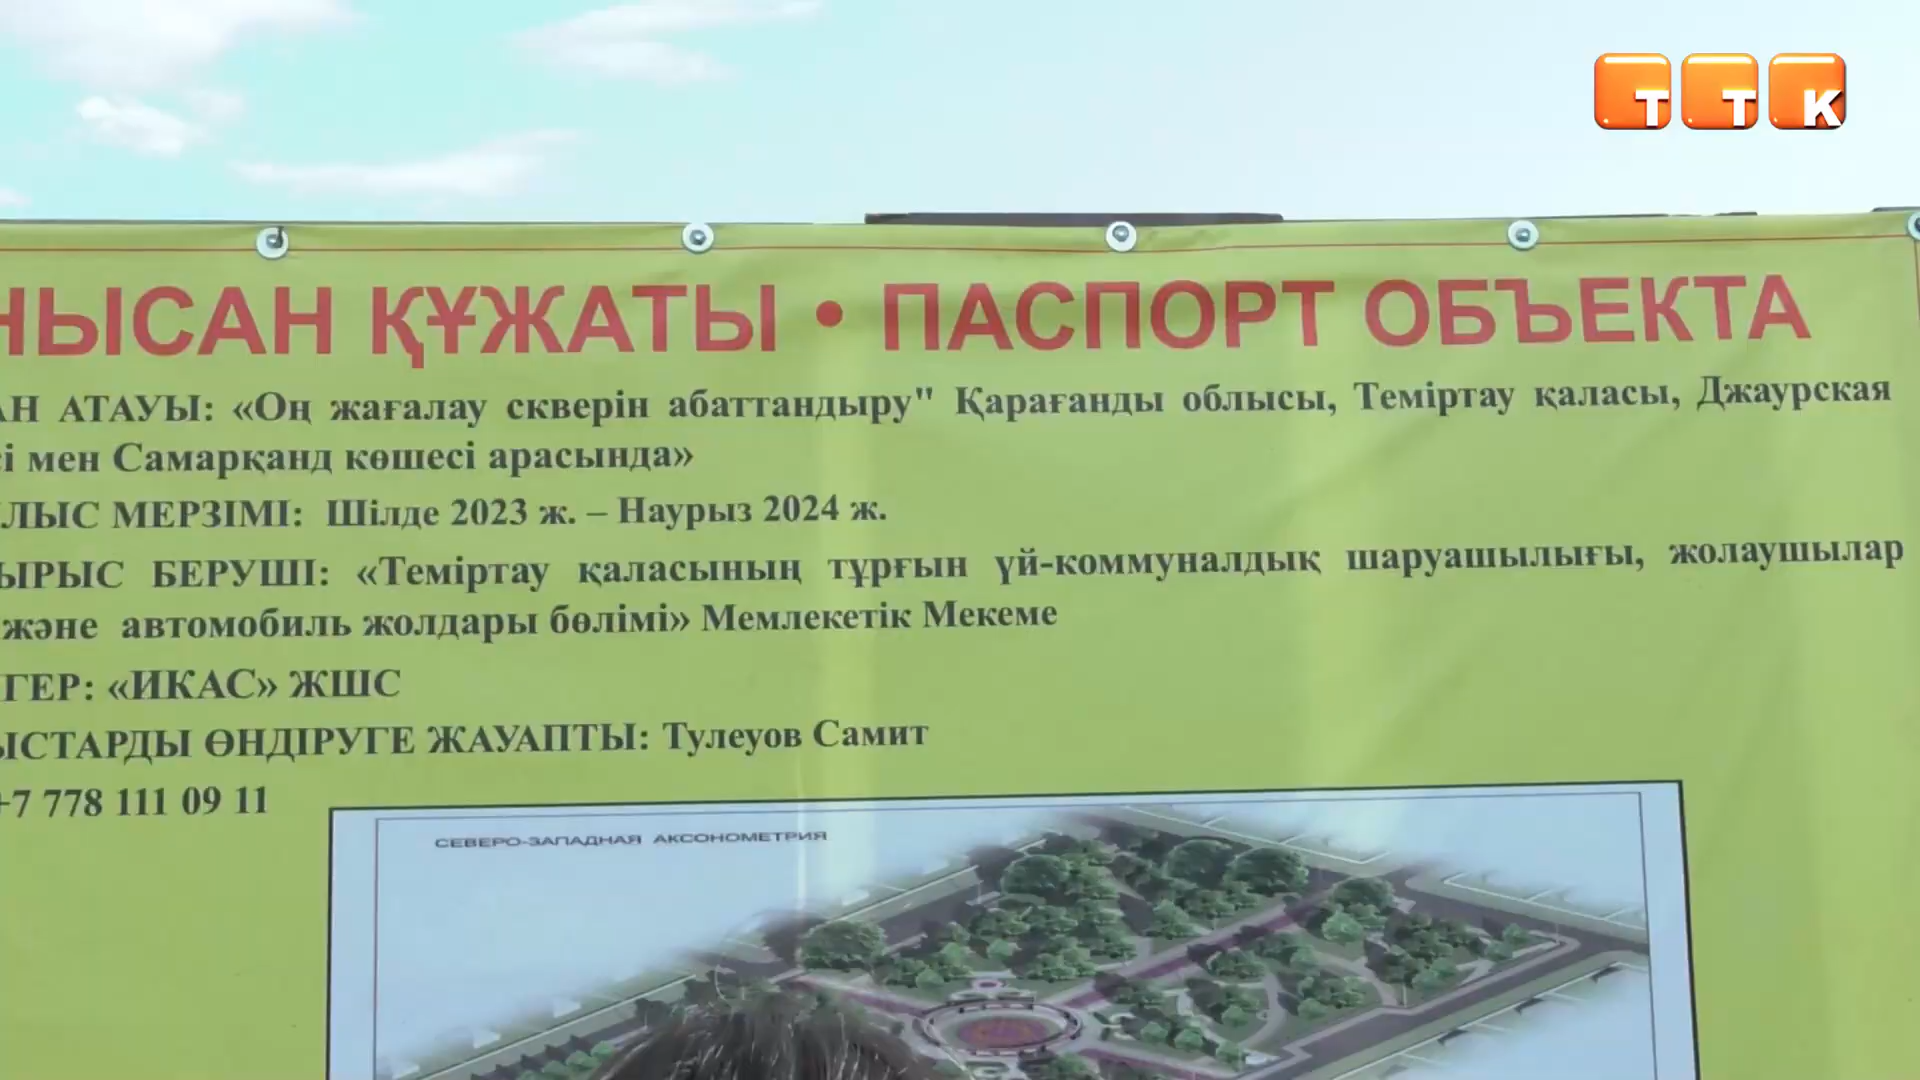 ТТК
НЫСАН ҚҰЖАТЫ • ПАСПОРТ ОБЪЕКТА
АН АТАУЫ: «Оң жағалау скверін абаттандыру" Қарағанды облысы, Теміртау қаласы, Джаурская
сі мен Самарқанд көшесі арасында»
ЛЫС МЕРЗІМІ: Шілде 2023 ж. – Наурыз 2024 ж.
ЫРЫС БЕРУШІ: «Теміртау қаласының тұрғын үй-коммуналдық шаруашылығы, жолаушылар
және автомобиль жолдары бөлімі» Мемлекетік Мекеме
ГЕР: «ИКАС» ЖШС
ЫСТАРДЫ ӨНДІРУГЕ ЖАУАПТЫ: Тулеуов Самит
+7 778 111 09 11
СЕВЕРО-ЗАПАДНАЯ АКСОНОМЕТРИЯ